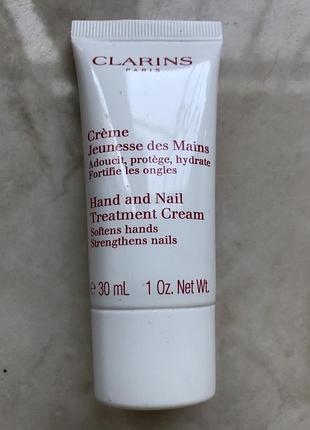 CLARINS
PARIS
Crème
Jeunesse des Mains
Adoucit, protège, hydrate
Fortifie les ongles
Hand and Nail
Treatment Cream
Softens hands
Strengthens nails
℮ 30 mL 1 Oz. Net Wt.